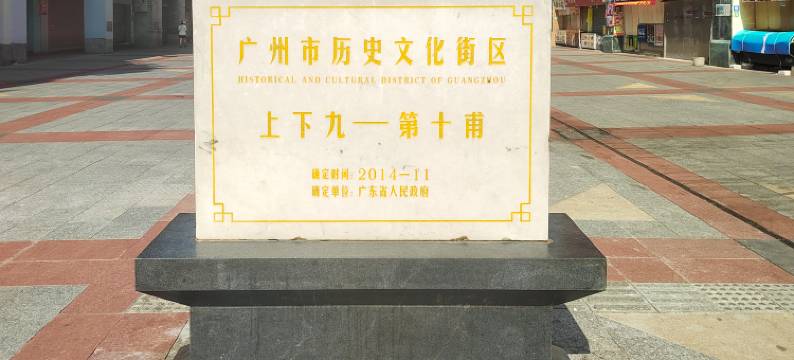 广州市历史文化街区
HISTORICAL AND CULTURAL DISTRICT OF GUANGZHOU
上下九——第十甫
确定时间：2014-11
确定单位：广东省人民政府